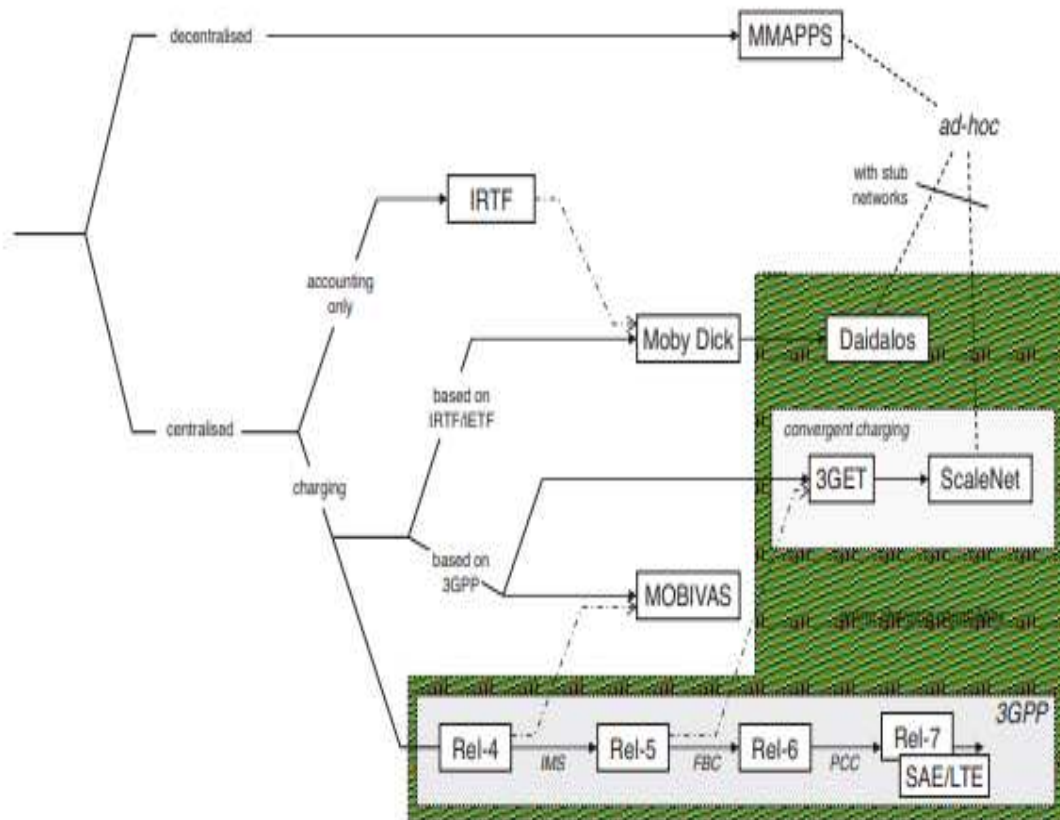 decentralised
MMAPPS
ad-hoc
with stub
networks
IRTF
accounting
only
Moby Dick
Daidalos
based on
IRTF/IETF
centralised
convergent charging
charging
3GET
ScaleNet
based on
3GPP
MOBIVAS
3GPP
Rel-4
IMS
Rel-5
FBC
Rel-6
PCC
Rel-7
SAE/LTE